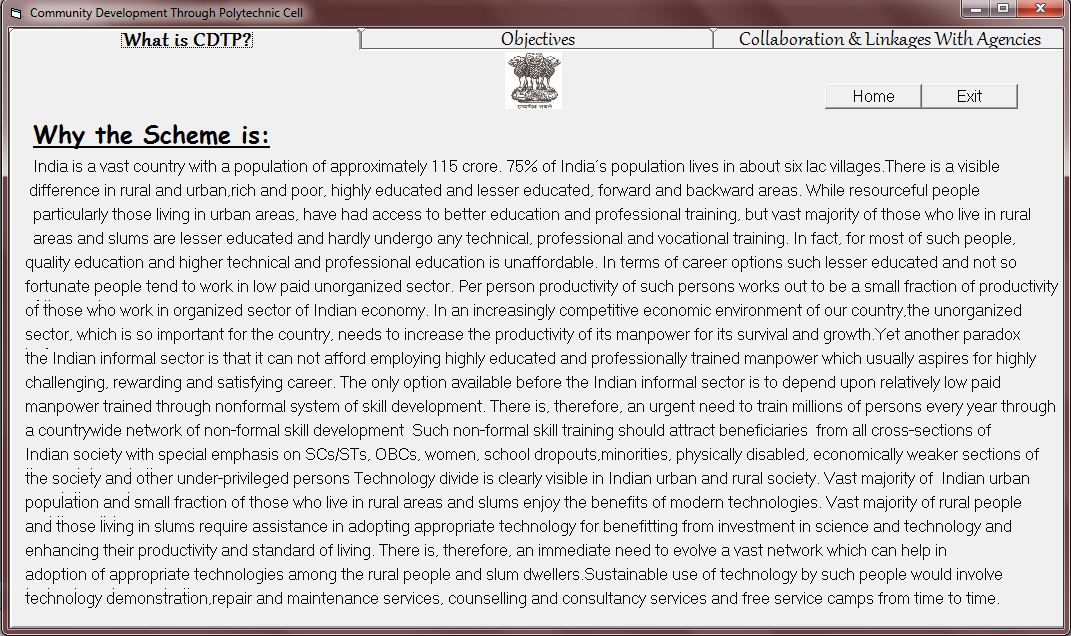 Community Development Through Polytechnic Cell
What is CDTP?
Objectives
Collaboration & Linkages With Agencies
Home
Exit
Why the Scheme is:
India is a vast country with a population of approximately 115 crore. 75% of India´s population lives in about six lac villages.There is a visible
difference in rural and urban,rich and poor, highly educated and lesser educated, forward and backward areas. While resourceful people
particularly those living in urban areas, have had access to better education and professional training, but vast majority of those who live in rural
areas and slums are lesser educated and hardly undergo any technical, professional and vocational training. In fact, for most of such people,
quality education and higher technical and professional education is unaffordable. In terms of career options such lesser educated and not so
fortunate people tend to work in low paid unorganized sector. Per person productivity of such persons works out to be a small fraction of productivity
of those who work in organized sector of Indian economy. In an increasingly competitive economic environment of our country,the unorganized
sector, which is so important for the country, needs to increase the productivity of its manpower for its survival and growth.Yet another paradox
the Indian informal sector is that it can not afford employing highly educated and professionally trained manpower which usually aspires for highly
challenging, rewarding and satisfying career. The only option available before the Indian informal sector is to depend upon relatively low paid
manpower trained through nonformal system of skill development. There is, therefore, an urgent need to train millions of persons every year through
a countrywide network of non-formal skill development  Such non-formal skill training should attract beneficiaries  from all cross-sections of
Indian society with special emphasis on SCs/STs, OBCs, women, school dropouts,minorities, physically disabled, economically weaker sections of
the society and other under-privileged persons Technology divide is clearly visible in Indian urban and rural society. Vast majority of  Indian urban
population and small fraction of those who live in rural areas and slums enjoy the benefits of modern technologies. Vast majority of rural people
and those living in slums require assistance in adopting appropriate technology for benefitting from investment in science and technology and
enhancing their productivity and standard of living. There is, therefore, an immediate need to evolve a vast network which can help in
adoption of appropriate technologies among the rural people and slum dwellers.Sustainable use of technology by such people would involve
technology demonstration,repair and maintenance services, counselling and consultancy services and free service camps from time to time.